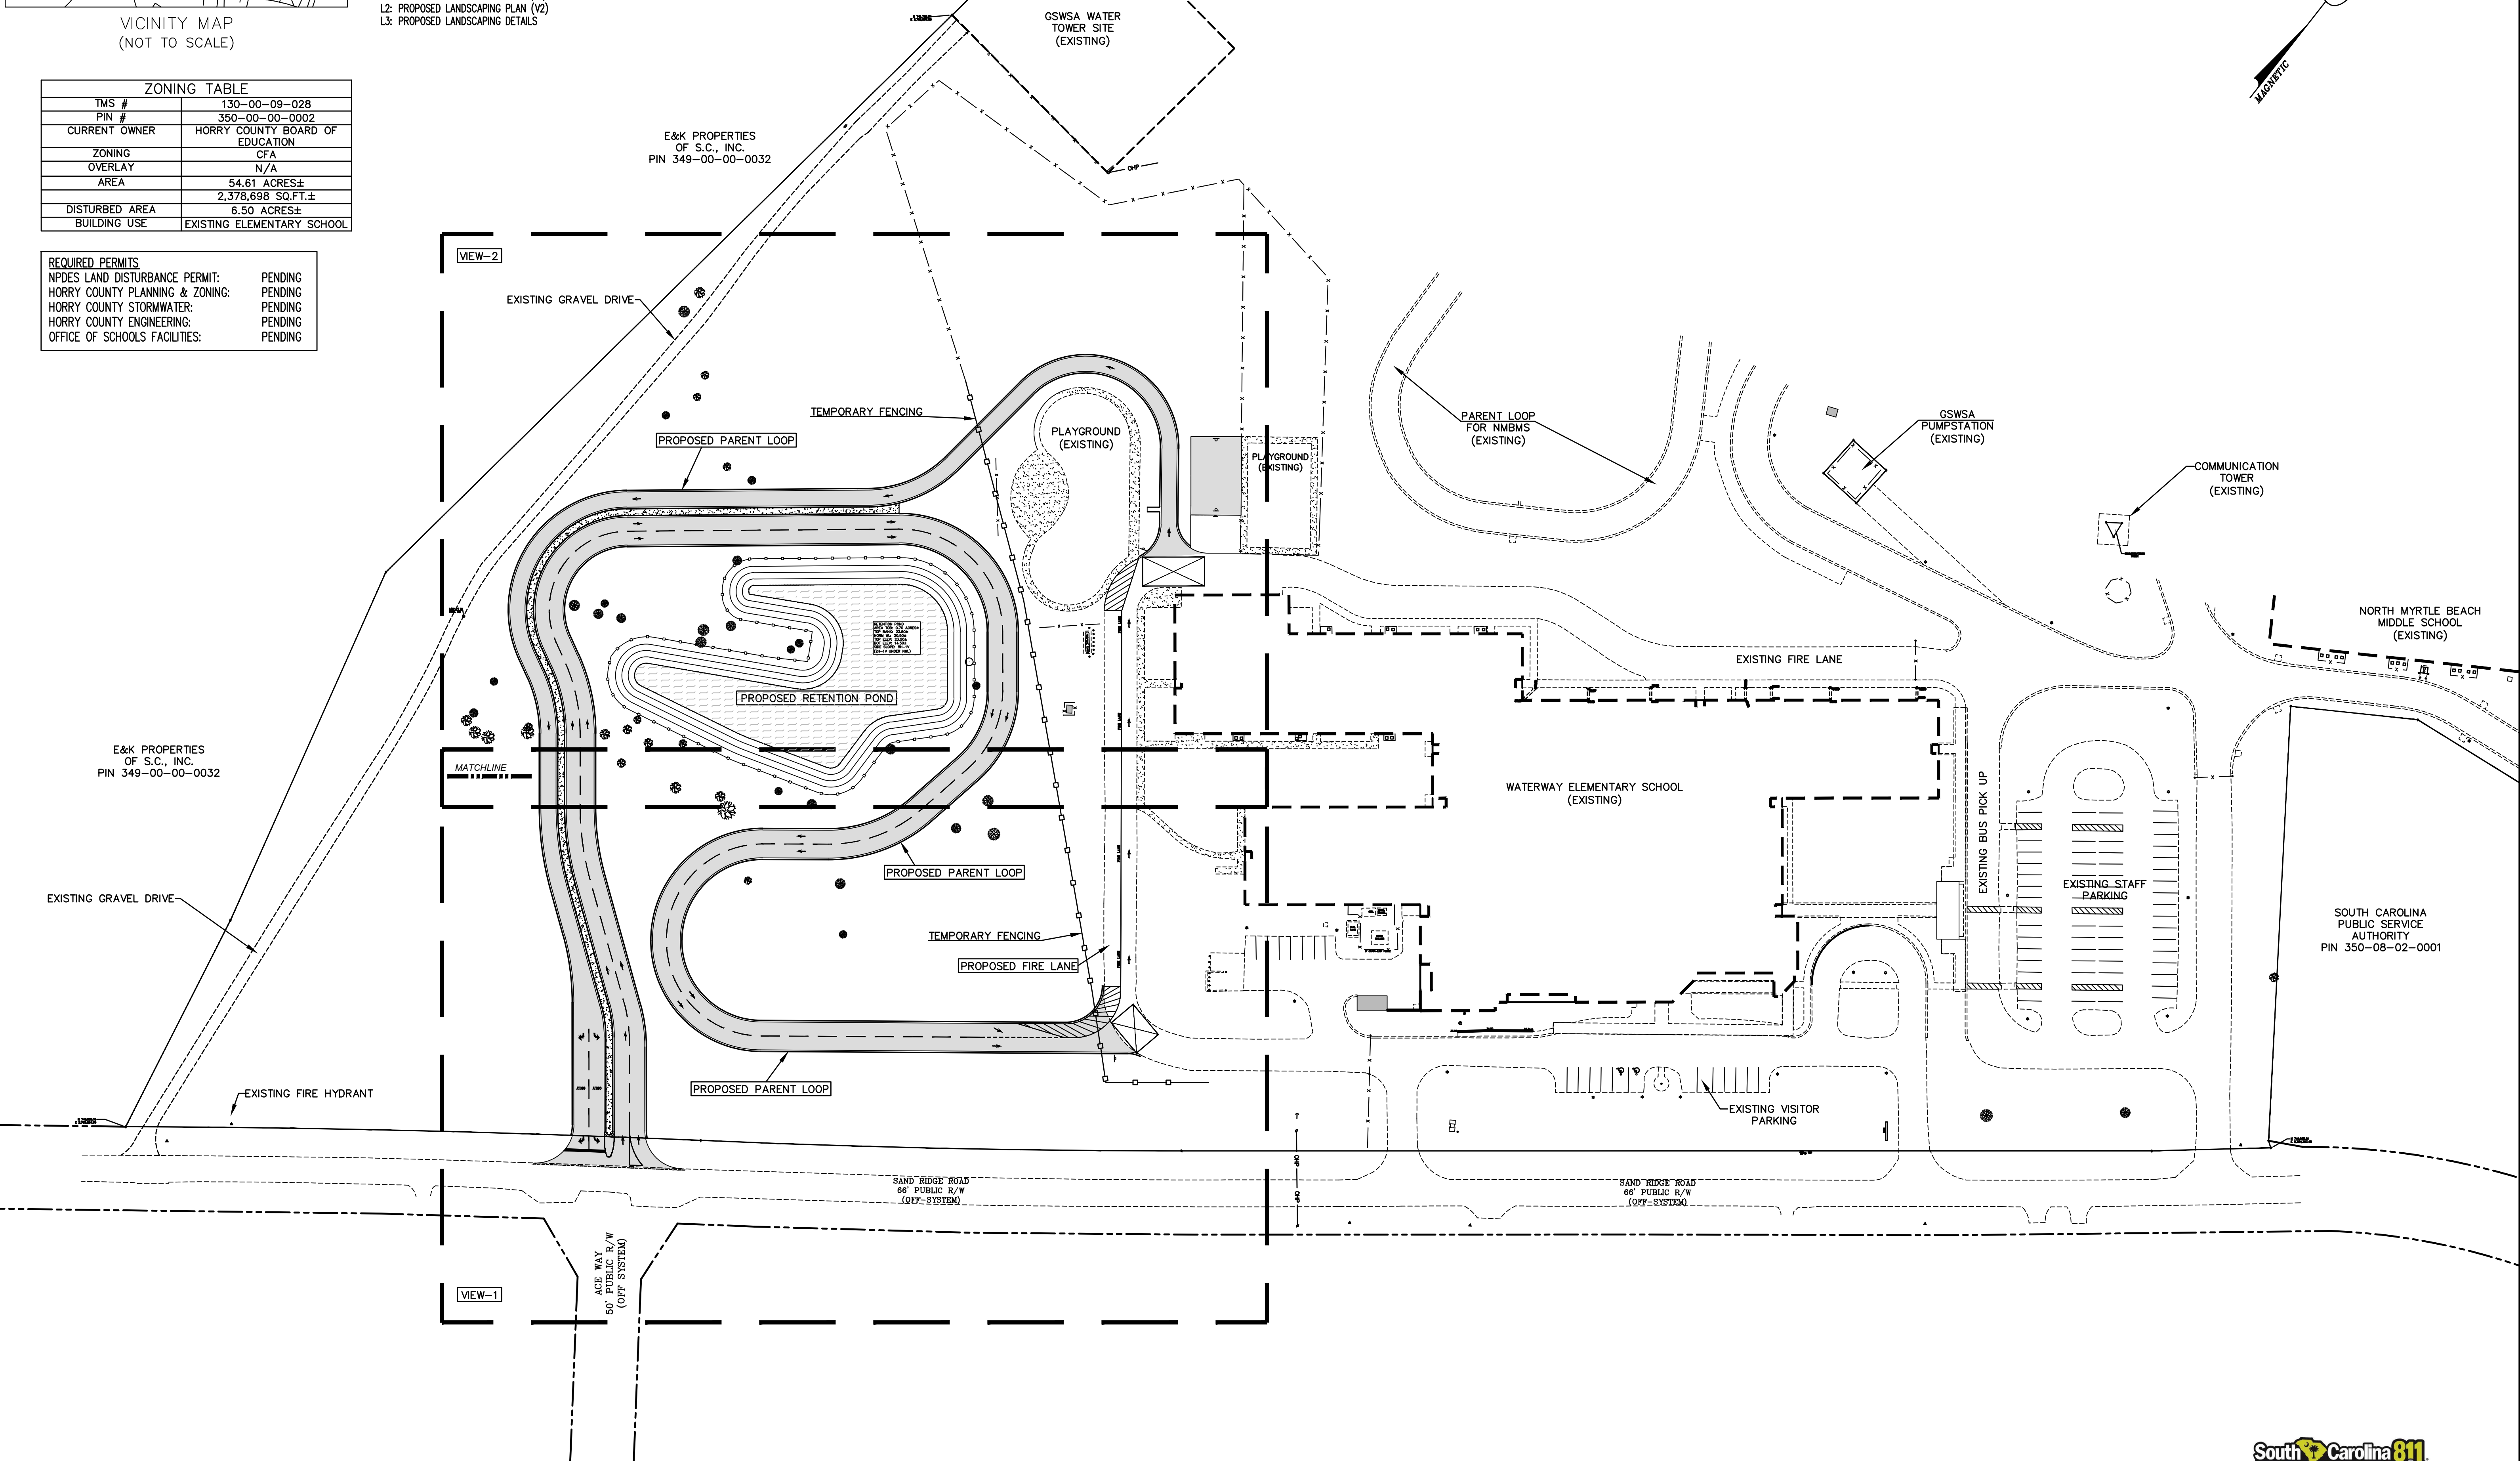 VICINITY MAP
(NOT TO SCALE)
L2: PROPOSED LANDSCAPING PLAN (V2)
L3: PROPOSED LANDSCAPING DETAILS
ZONING TABLE
TMS # 130-00-09-028
PIN # 350-00-00-0002
CURRENT OWNER HORRY COUNTY BOARD OF
EDUCATION
ZONING CFA
OVERLAY N/A
AREA 54.61 ACRES±
2,378,698 SQ.FT.±
DISTURBED AREA 6.50 ACRES±
BUILDING USE EXISTING ELEMENTARY SCHOOL
REQUIRED PERMITS
NPDES LAND DISTURBANCE PERMIT: PENDING
HORRY COUNTY PLANNING & ZONING: PENDING
HORRY COUNTY STORMWATER: PENDING
HORRY COUNTY ENGINEERING: PENDING
OFFICE OF SCHOOLS FACILITIES: PENDING
GSWSA WATER
TOWER SITE
(EXISTING)
MAGNETIC
E&K PROPERTIES
OF S.C., INC.
PIN 349-00-00-0032
OHP
VIEW-2
EXISTING GRAVEL DRIVE
TEMPORARY FENCING
PROPOSED PARENT LOOP
PLAYGROUND
(EXISTING)
PLAYGROUND
(EXISTING)
PARENT LOOP
FOR NMBMS
(EXISTING)
GSWSA
PUMPSTATION
(EXISTING)
COMMUNICATION
TOWER
(EXISTING)
NORTH MYRTLE BEACH
MIDDLE SCHOOL
(EXISTING)
EXISTING FIRE LANE
RETENTION POND
PROPOSED RETENTION POND
E&K PROPERTIES
OF S.C., INC.
PIN 349-00-00-0032
MATCHLINE
WATERWAY ELEMENTARY SCHOOL
(EXISTING)
EXISTING BUS PICK UP
EXISTING STAFF
PARKING
PROPOSED PARENT LOOP
EXISTING GRAVEL DRIVE
TEMPORARY FENCING
PROPOSED FIRE LANE
SOUTH CAROLINA
PUBLIC SERVICE
AUTHORITY
PIN 350-08-02-0001
PROPOSED PARENT LOOP
EXISTING FIRE HYDRANT
EXISTING VISITOR
PARKING
OHP
OHP
SAND RIDGE ROAD
66' PUBLIC R/W
(OFF-SYSTEM)
SAND RIDGE ROAD
66' PUBLIC R/W
(OFF-SYSTEM)
ACE WAY
50' PUBLIC R/W
(OFF SYSTEM)
VIEW-1
South Carolina 811